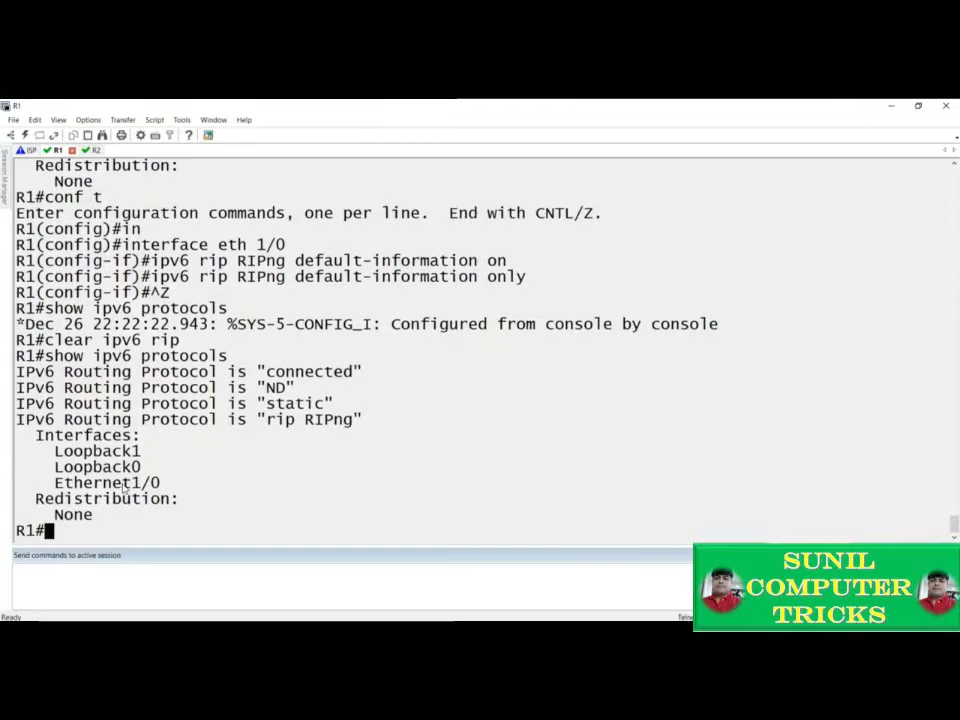 R1
File Edit View Options Transfer Script Tools Window Help
ISP R1 R2
Session Manager
Redistribution:
None
R1#conf t
Enter configuration commands, one per line. End with CNTL/Z.
R1(config)#in
R1(config)#interface eth 1/0
R1(config-if)#ipv6 rip RIPng default-information on
R1(config-if)#ipv6 rip RIPng default-information only
R1(config-if)#^Z
R1#show ipv6 protocols
*Dec 26 22:22:22.943: %SYS-5-CONFIG_I: Configured from console by console
R1#clear ipv6 rip
R1#show ipv6 protocols
IPv6 Routing Protocol is "connected"
IPv6 Routing Protocol is "ND"
IPv6 Routing Protocol is "static"
IPv6 Routing Protocol is "rip RIPng"
Interfaces:
Loopback1
Loopback0
Ethernet1/0
Redistribution:
None
R1#
Send commands to active session
SUNIL
COMPUTER
TRICKS
Ready